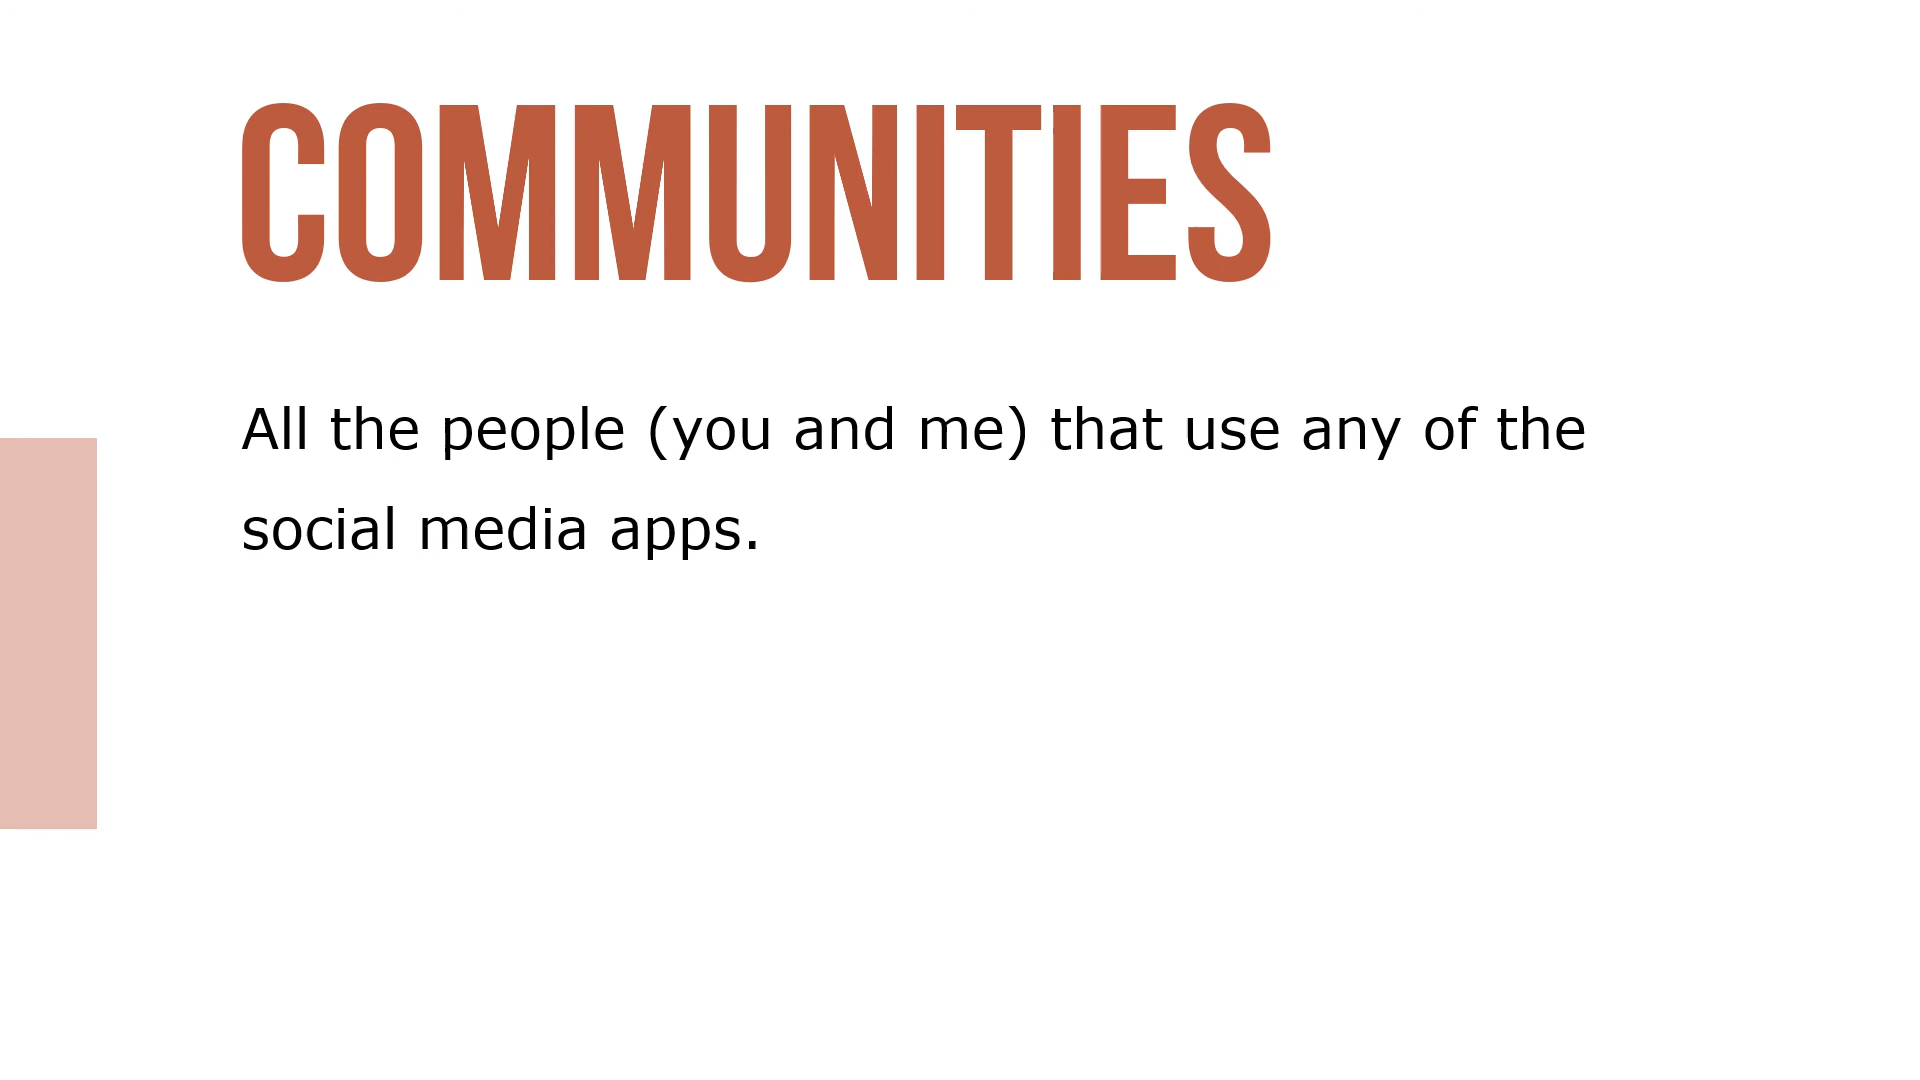 COMMUNITIES
All the people (you and me) that use any of the
social media apps.